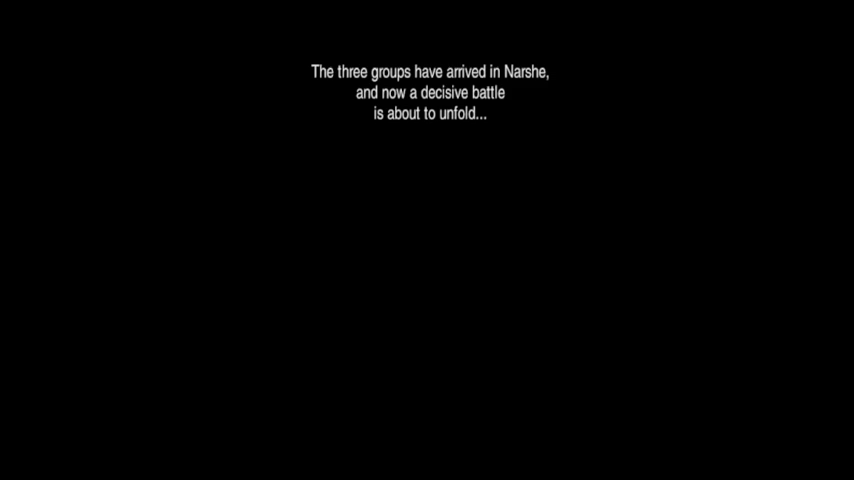 The three groups have arrived in Narshe,
and now a decisive battle
is about to unfold...